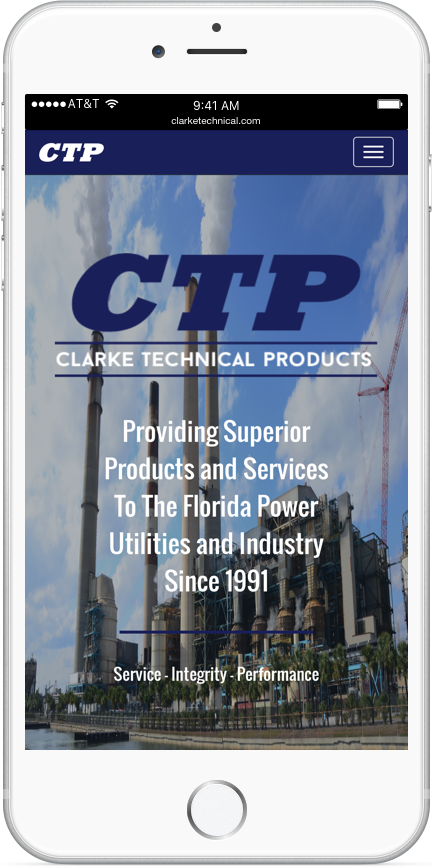 AT&T 9:41 AM
clarketechnical.com
CTP
CTP
CLARKE TECHNICAL PRODUCTS
Providing Superior
Products and Services
To The Florida Power
Utilities and Industry
Since 1991
Service - Integrity - Performance